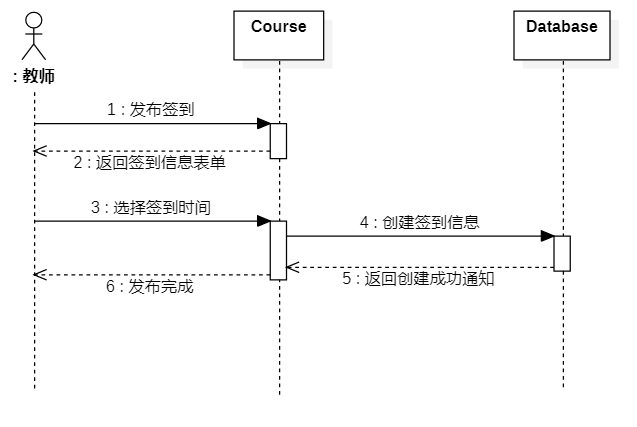 Course
Database
: 教师
1 : 发布签到
2 : 返回签到信息表单
3 : 选择签到时间
4 : 创建签到信息
5 : 返回创建成功通知
6 : 发布完成